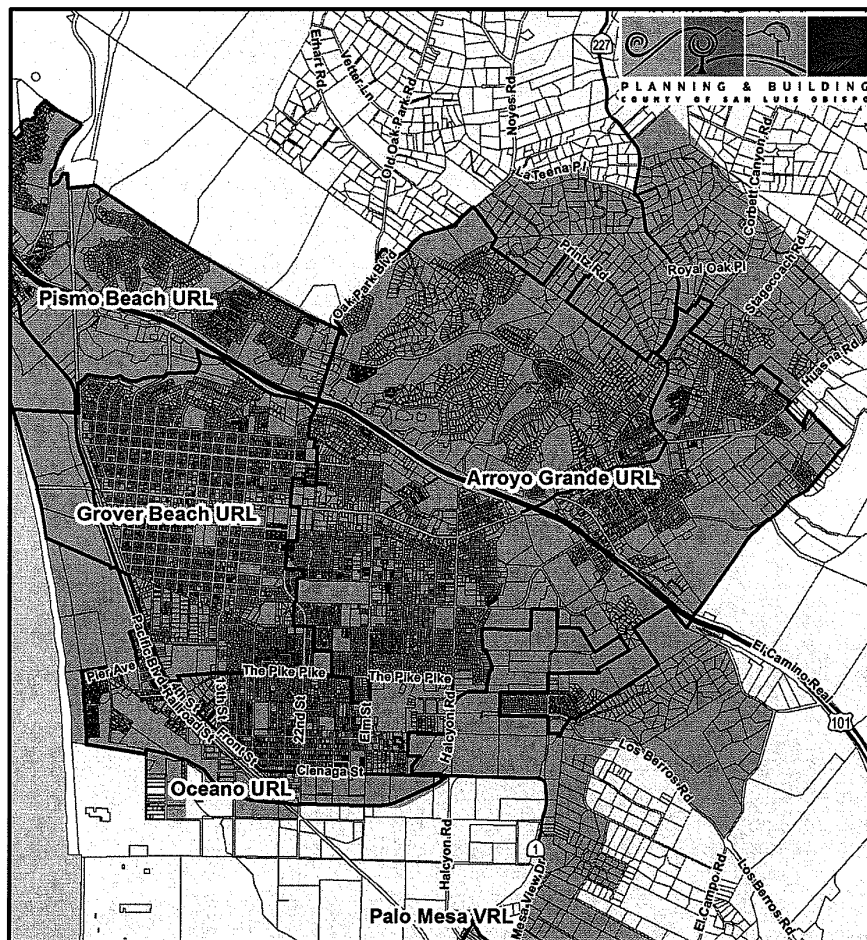 227
PLANNING & BUILDING
COUNTY OF SAN LUIS OBISPO
Erhart Rd
Verter Ln
Old Oak Park Rd
Noyes Rd
Corbett Canyon Rd
La Teena Pl
Printz Rd
Royal Oak Pl
Stagecoach Rd
Oak Park Blvd
Pismo Beach URL
Huasna Rd
Arroyo Grande URL
Grover Beach URL
El Camino Real
101
Pier Ave
Pacific Blvd
Railroad St
4th St
13th St
Front St
The Pike Pike
The Pike Pike
22nd St
Elm St
Halcyon Rd
Cienaga St
Oceano URL
Los Berros Rd
1
Halcyon Rd
Mesa View Dr
El Campo Rd
Los Berros Rd
Palo Mesa VRL